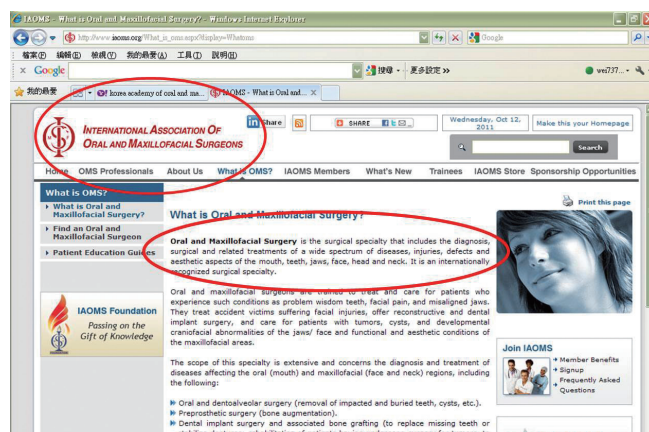 IAOMS - What is Oral and Maxillofacial Surgery? - Windows Internet Explorer
http://www.iaoms.org/What_is_oms.aspx?display=Whatoms
Google
檔案(F) 編輯(E) 檢視(V) 我的最愛(A) 工具(T) 說明(H)
x Google
搜尋
更多設定 »
wei737...
我的最愛
korea academy of oral and ma...
IAOMS - What is Oral and... X
INTERNATIONAL ASSOCIATION OF
ORAL AND MAXILLOFACIAL SURGEONS
in Share
SHARE
Wednesday, Oct 12,
2011
Make this your Homepage
Search
Home OMS Professionals About Us What is OMS? IAOMS Members What's New Trainees IAOMS Store Sponsorship Opportunities
What is OMS?
What is Oral and
Maxillofacial Surgery?
Find an Oral and
Maxillofacial Surgeon
Patient Education Guides
IAOMS Foundation
Passing on the
Gift of Knowledge
Print this page
What is Oral and Maxillofacial Surgery?
Oral and Maxillofacial Surgery is the surgical specialty that includes the diagnosis,
surgical and related treatments of a wide spectrum of diseases, injuries, defects and
aesthetic aspects of the mouth, teeth, jaws, face, head and neck. It is an internationally
recognized surgical specialty.
Oral and maxillofacial surgeons are trained to treat and care for patients who
experience such conditions as problem wisdom teeth, facial pain, and misaligned jaws.
They treat accident victims suffering facial injuries, offer reconstructive and dental
implant surgery, and care for patients with tumors, cysts, and developmental
craniofacial abnormalities of the jaws/ face and functional and aesthetic conditions of
the maxillofacial areas.
The scope of this specialty is extensive and concerns the diagnosis and treatment of
diseases affecting the oral (mouth) and maxillofacial (face and neck) regions, including
the following:
Oral and dentoalveolar surgery (removal of impacted and buried teeth, cysts, etc.).
Preprosthetic surgery (bone augmentation).
Dental implant surgery and associated bone grafting (to replace missing teeth or
Join IAOMS
Member Benefits
Signup
Frequently Asked
Questions